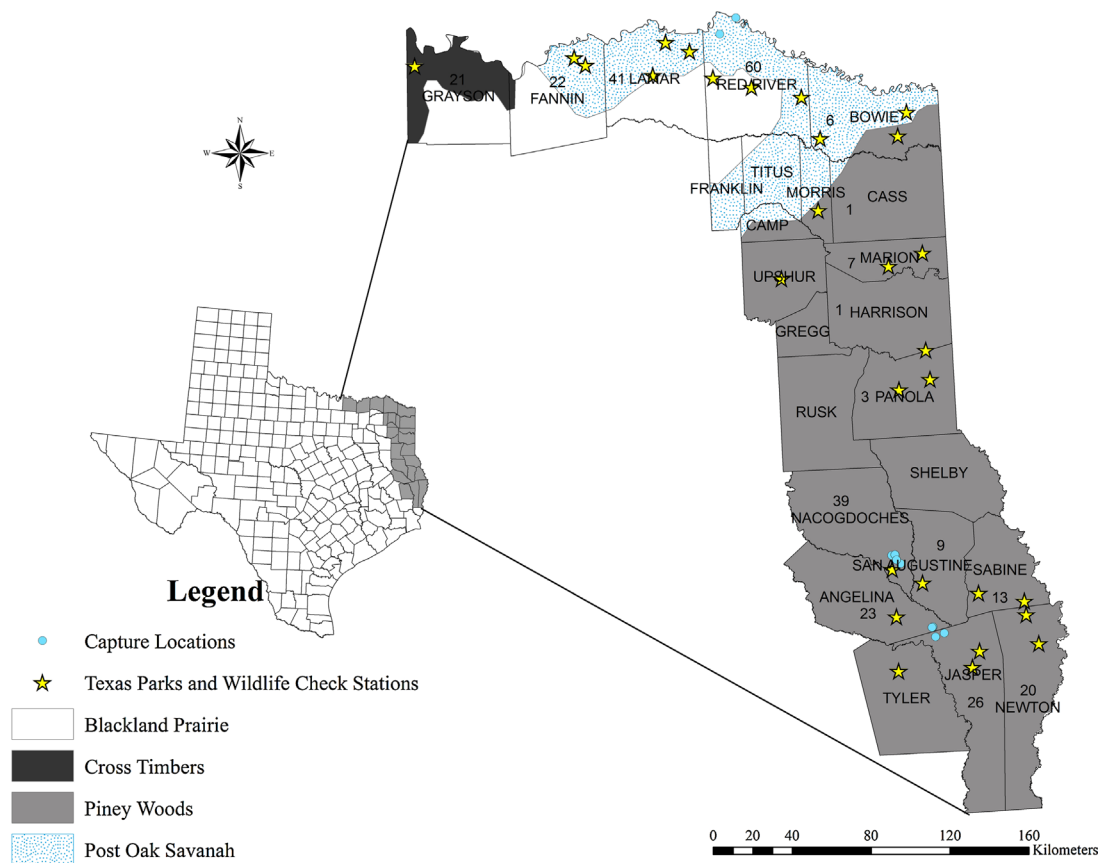 N
W E
S
21
GRAYSON
22
FANNIN
41 LAMAR
60
RED RIVER
6
BOWIE
FRANKLIN
TITUS
MORRIS
1
CASS
CAMP
7 MARION
UPSHUR
1
HARRISON
GREGG
3 PANOLA
RUSK
SHELBY
39
NACOGDOCHES
9
SAN AUGUSTINE
SABINE
13
ANGELINA
23
JASPER
26
TYLER
20
NEWTON
Legend
Capture Locations
Texas Parks and Wildlife Check Stations
Blackland Prairie
Cross Timbers
Piney Woods
Post Oak Savanah
0 20 40 80 120 160
Kilometers